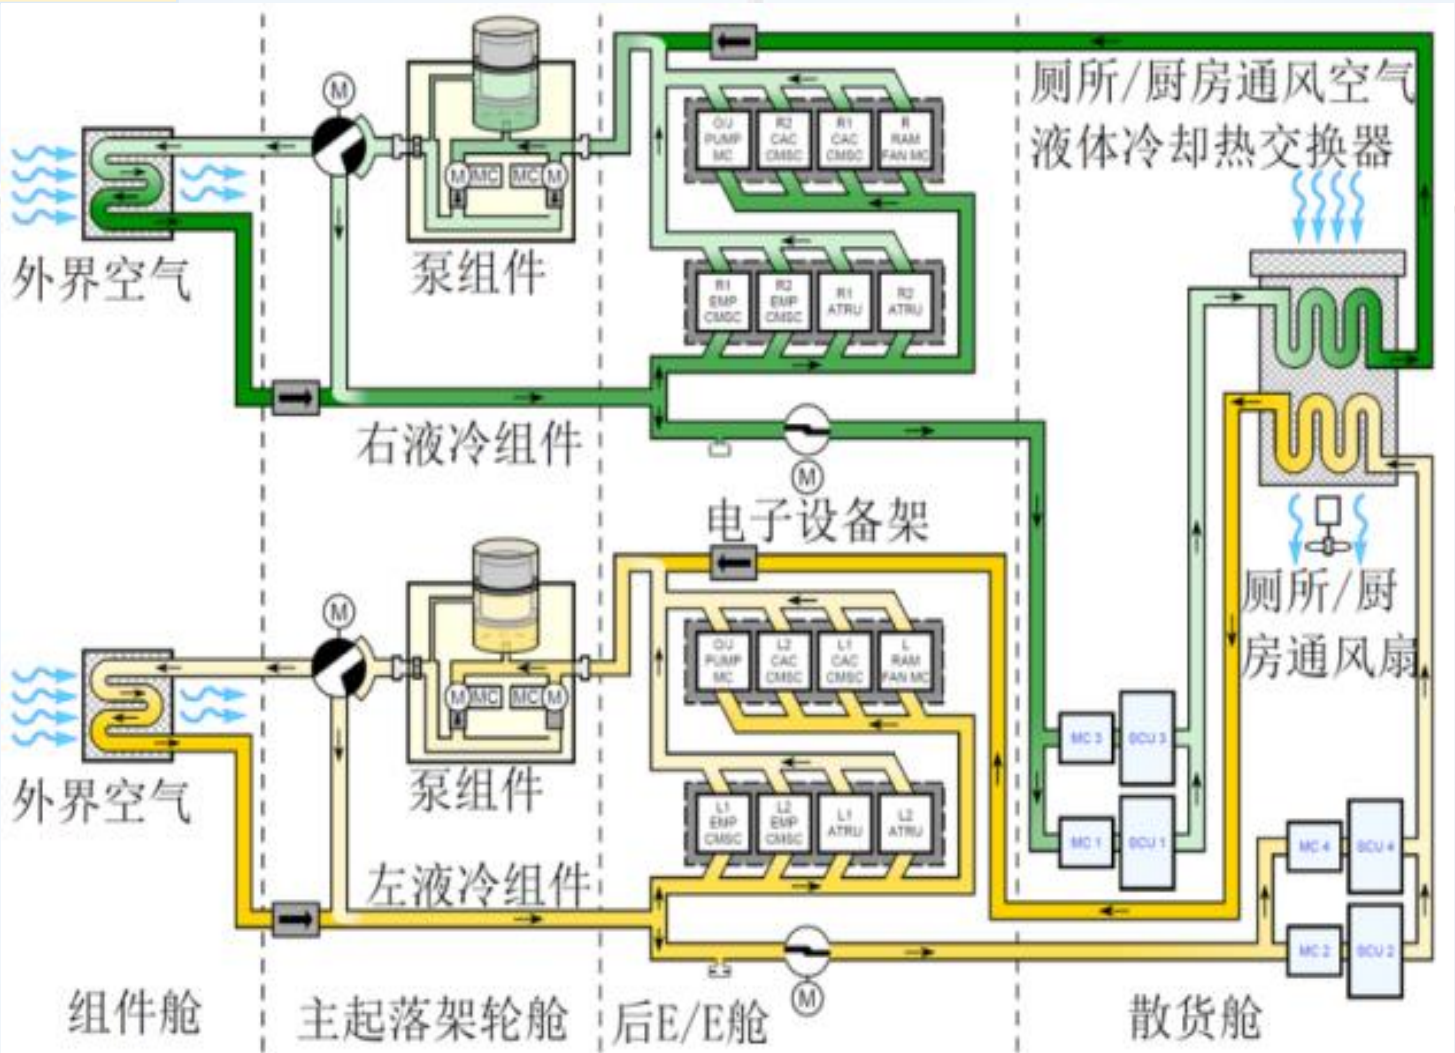 M
厕所/厨房通风空气
液体冷却热交换器
O/J
PUMP
MC
R2
CAC
CMSC
R1
CAC
CMSC
R
RAM
FAN MC
M
MC
MC
M
外界空气
泵组件
R1
EMP
CMSC
R2
EMP
CMSC
R1
ATRU
R2
ATRU
右液冷组件
M
电子设备架
厕所/厨
房通风扇
M
O/J
PUMP
MC
L2
CAC
CMSC
L1
CAC
CMSC
L
RAM
FAN MC
M
MC
MC
M
外界空气
泵组件
L1
EMP
CMSC
L2
EMP
CMSC
L1
ATRU
L2
ATRU
MC 3
SCU 3
MC 1
SCU 1
MC 4
SCU 4
MC 2
SCU 2
左液冷组件
M
组件舱
主起落架轮舱
后E/E舱
散货舱